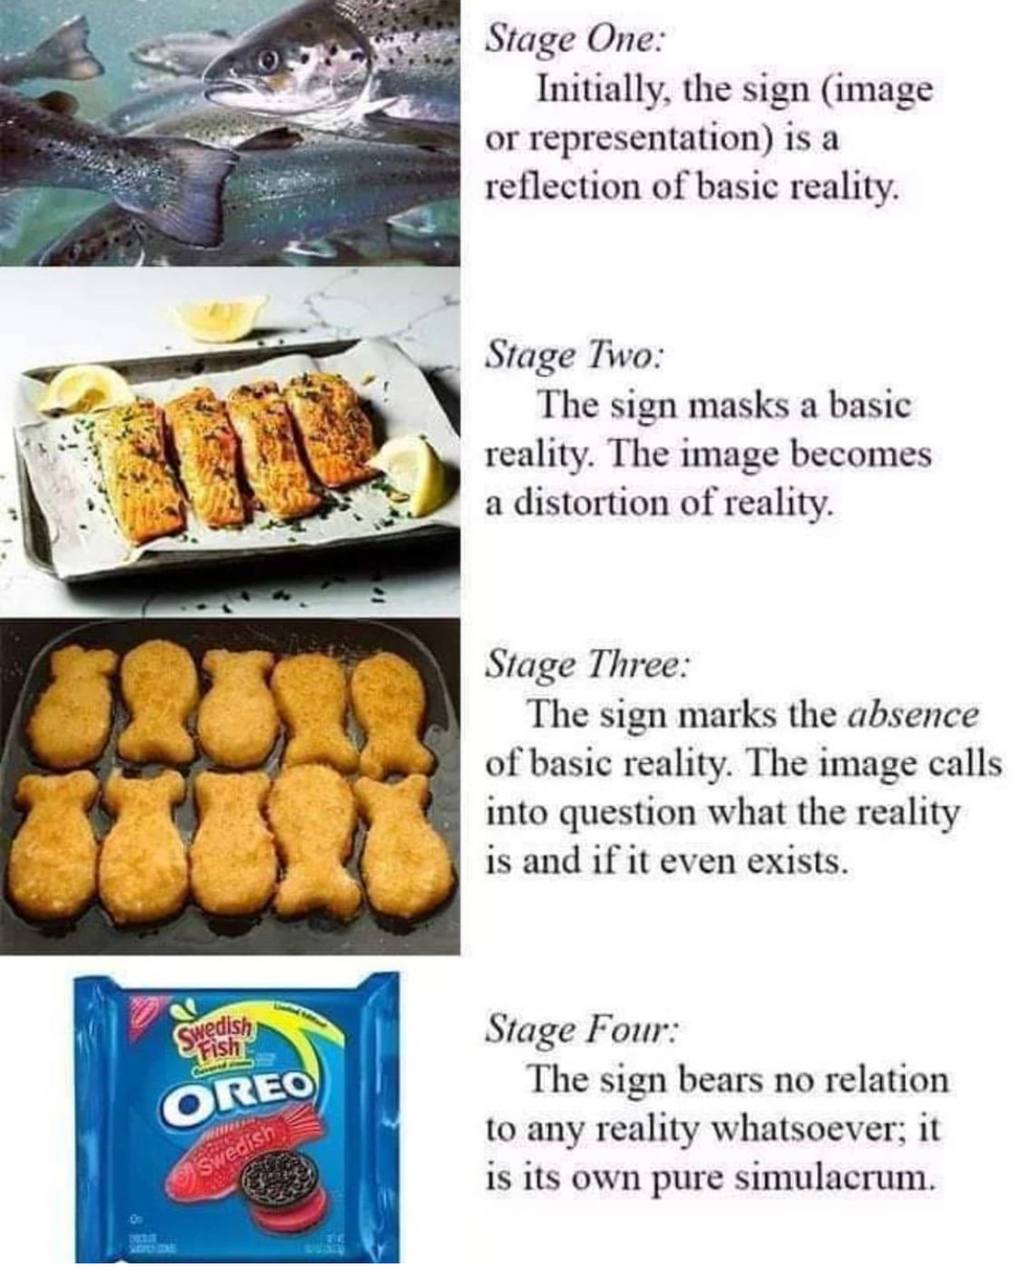 Stage One:
Initially, the sign (image
or representation) is a
reflection of basic reality.
Stage Two:
The sign masks a basic
reality. The image becomes
a distortion of reality.
Stage Three:
The sign marks the absence
of basic reality. The image calls
into question what the reality
is and if it even exists.
Swedish
Fish
OREO
Swedish
Stage Four:
The sign bears no relation
to any reality whatsoever; it
is its own pure simulacrum.